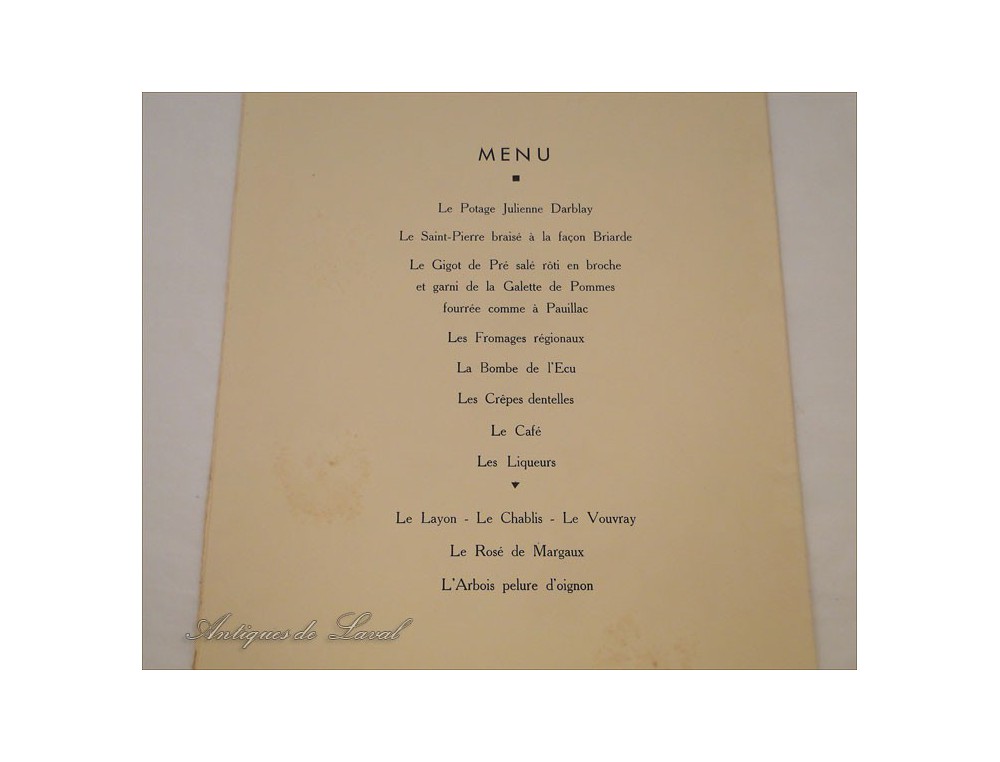 MENU
Le Potage Julienne Darblay
Le Saint-Pierre braisé à la façon Briarde
Le Gigot de Pré salé rôti en broche
et garni de la Galette de Pommes
fourrée comme à Pauillac
Les Fromages régionaux
La Bombe de l'Ecu
Les Crêpes dentelles
Le Café
Les Liqueurs
Le Layon - Le Chablis - Le Vouvray
Le Rosé de Margaux
L'Arbois pelure d'oignon
Antiques de Laval